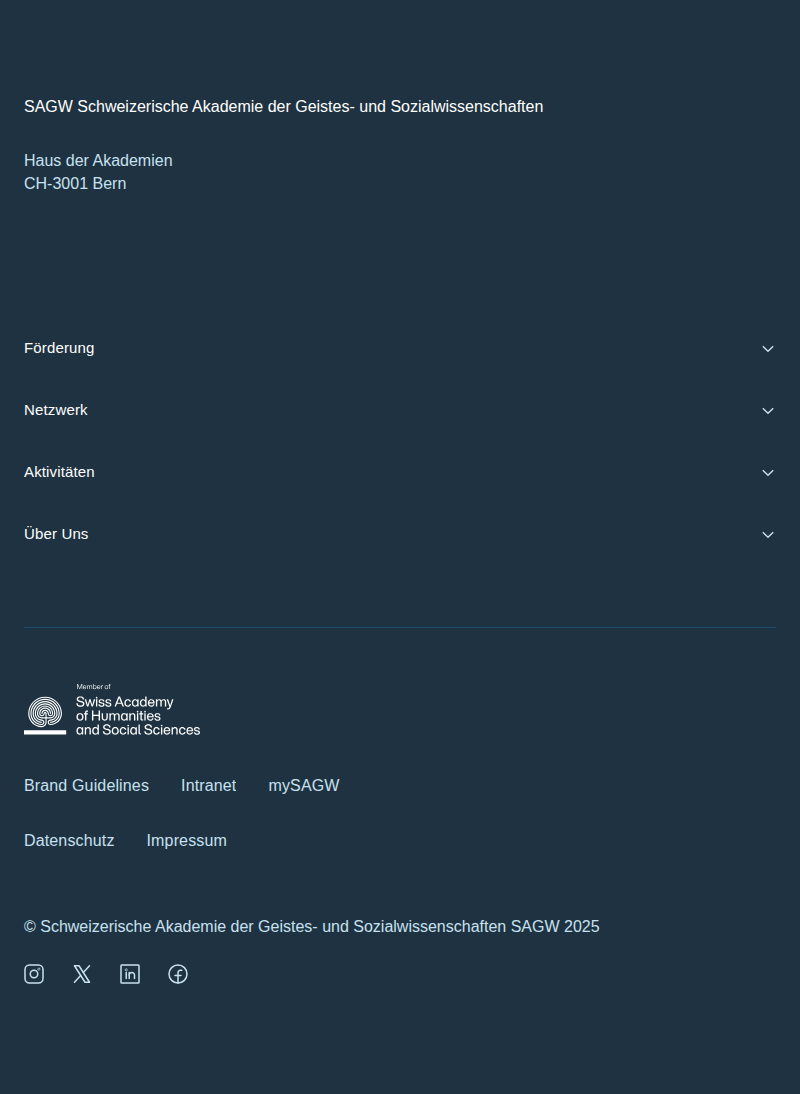 SAGW Schweizerische Akademie der Geistes- und Sozialwissenschaften
Haus der Akademien
CH-3001 Bern
Förderung
Netzwerk
Aktivitäten
Über Uns
Member of
Swiss Academy
of Humanities
and Social Sciences
Brand Guidelines Intranet mySAGW
Datenschutz Impressum
© Schweizerische Akademie der Geistes- und Sozialwissenschaften SAGW 2025